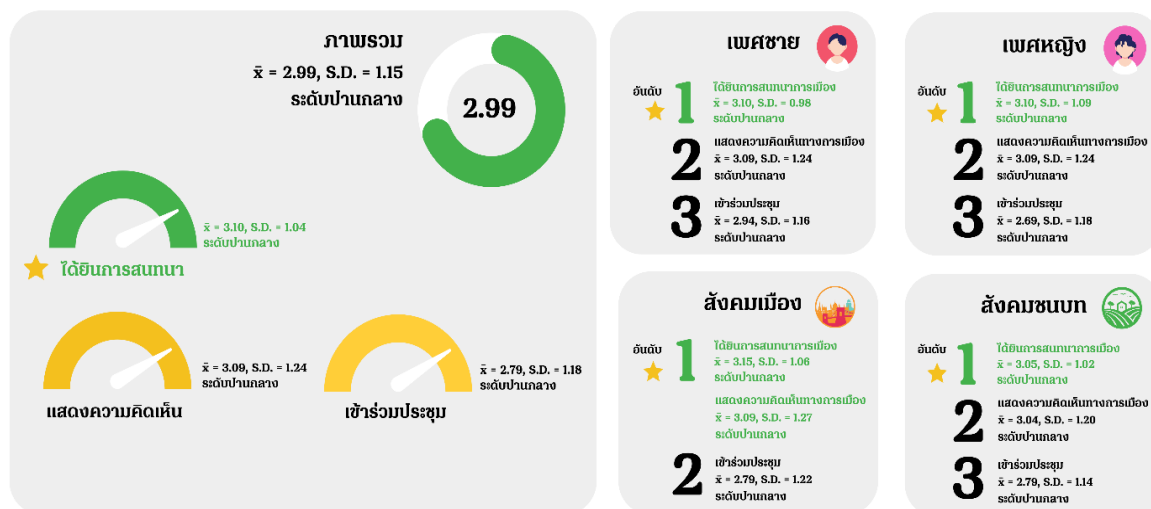 ภาพรวม
x̄ = 2.99, S.D. = 1.15
ระดับปานกลาง
2.99
x̄ = 3.10, S.D. = 1.04
ระดับปานกลาง
ได้ยินการสนทนา
x̄ = 3.09, S.D. = 1.24
ระดับปานกลาง
แสดงความคิดเห็น
x̄ = 2.79, S.D. = 1.18
ระดับปานกลาง
เข้าร่วมประชุม
เพศชาย
อันดับ
1
ได้ยินการสนทนาการเมือง
x̄ = 3.10, S.D. = 0.98
ระดับปานกลาง
2
แสดงความคิดเห็นทางการเมือง
x̄ = 3.09, S.D. = 1.24
ระดับปานกลาง
3
เข้าร่วมประชุม
x̄ = 2.94, S.D. = 1.16
ระดับปานกลาง
เพศหญิง
อันดับ
1
ได้ยินการสนทนาการเมือง
x̄ = 3.10, S.D. = 1.09
ระดับปานกลาง
2
แสดงความคิดเห็นทางการเมือง
x̄ = 3.09, S.D. = 1.24
ระดับปานกลาง
3
เข้าร่วมประชุม
x̄ = 2.69, S.D. = 1.18
ระดับปานกลาง
สังคมเมือง
อันดับ
1
ได้ยินการสนทนาการเมือง
x̄ = 3.15, S.D. = 1.06
ระดับปานกลาง
แสดงความคิดเห็นทางการเมือง
x̄ = 3.09, S.D. = 1.27
ระดับปานกลาง
2
เข้าร่วมประชุม
x̄ = 2.79, S.D. = 1.22
ระดับปานกลาง
สังคมชนบท
อันดับ
1
ได้ยินการสนทนาการเมือง
x̄ = 3.05, S.D. = 1.02
ระดับปานกลาง
2
แสดงความคิดเห็นทางการเมือง
x̄ = 3.04, S.D. = 1.20
ระดับปานกลาง
3
เข้าร่วมประชุม
x̄ = 2.79, S.D. = 1.14
ระดับปานกลาง